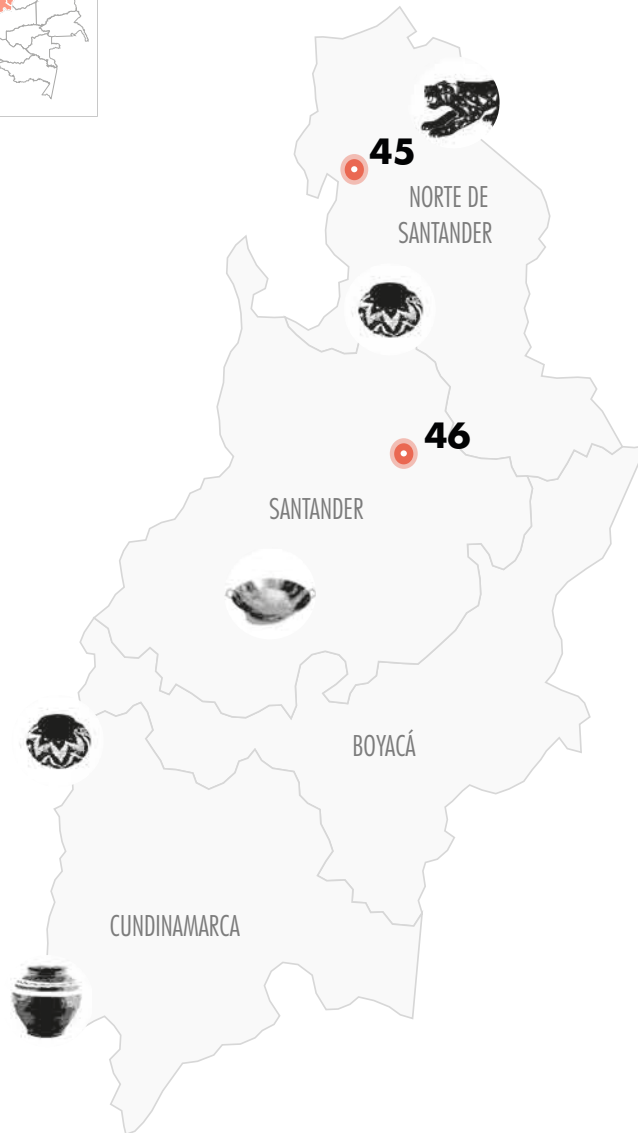 45
NORTE DE
SANTANDER
46
SANTANDER
BOYACÁ
CUNDINAMARCA